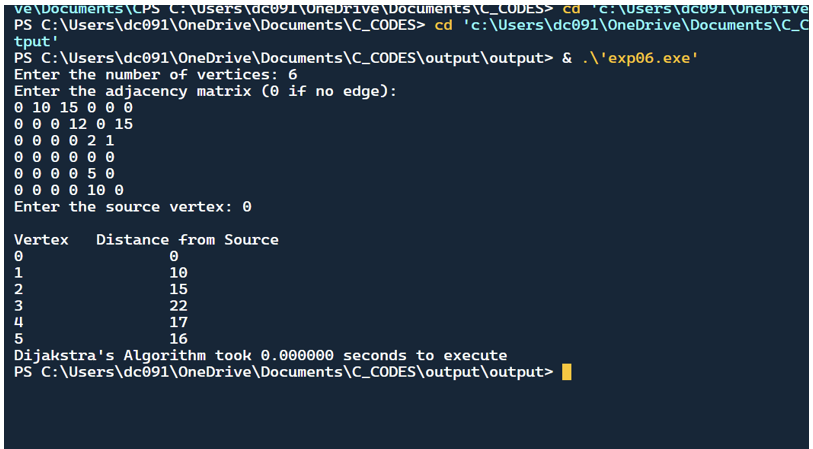 ve\Documents\CPS C:\Users\dc091\OneDrive\Documents\C_CODES> cd 'c:\Users\dc091\OneDrive
PS C:\Users\dc091\OneDrive\Documents\C_CODES> cd 'c:\Users\dc091\OneDrive\Documents\C_C
tput'
PS C:\Users\dc091\OneDrive\Documents\C_CODES\output\output> & .\'exp06.exe'
Enter the number of vertices: 6
Enter the adjacency matrix (0 if no edge):
0 10 15 0 0 0
0 0 0 12 0 15
0 0 0 0 2 1
0 0 0 0 0 0
0 0 0 0 5 0
0 0 0 0 10 0
Enter the source vertex: 0
Vertex Distance from Source
0 0
1 10
2 15
3 22
4 17
5 16
Dijakstra's Algorithm took 0.000000 seconds to execute
PS C:\Users\dc091\OneDrive\Documents\C_CODES\output\output>